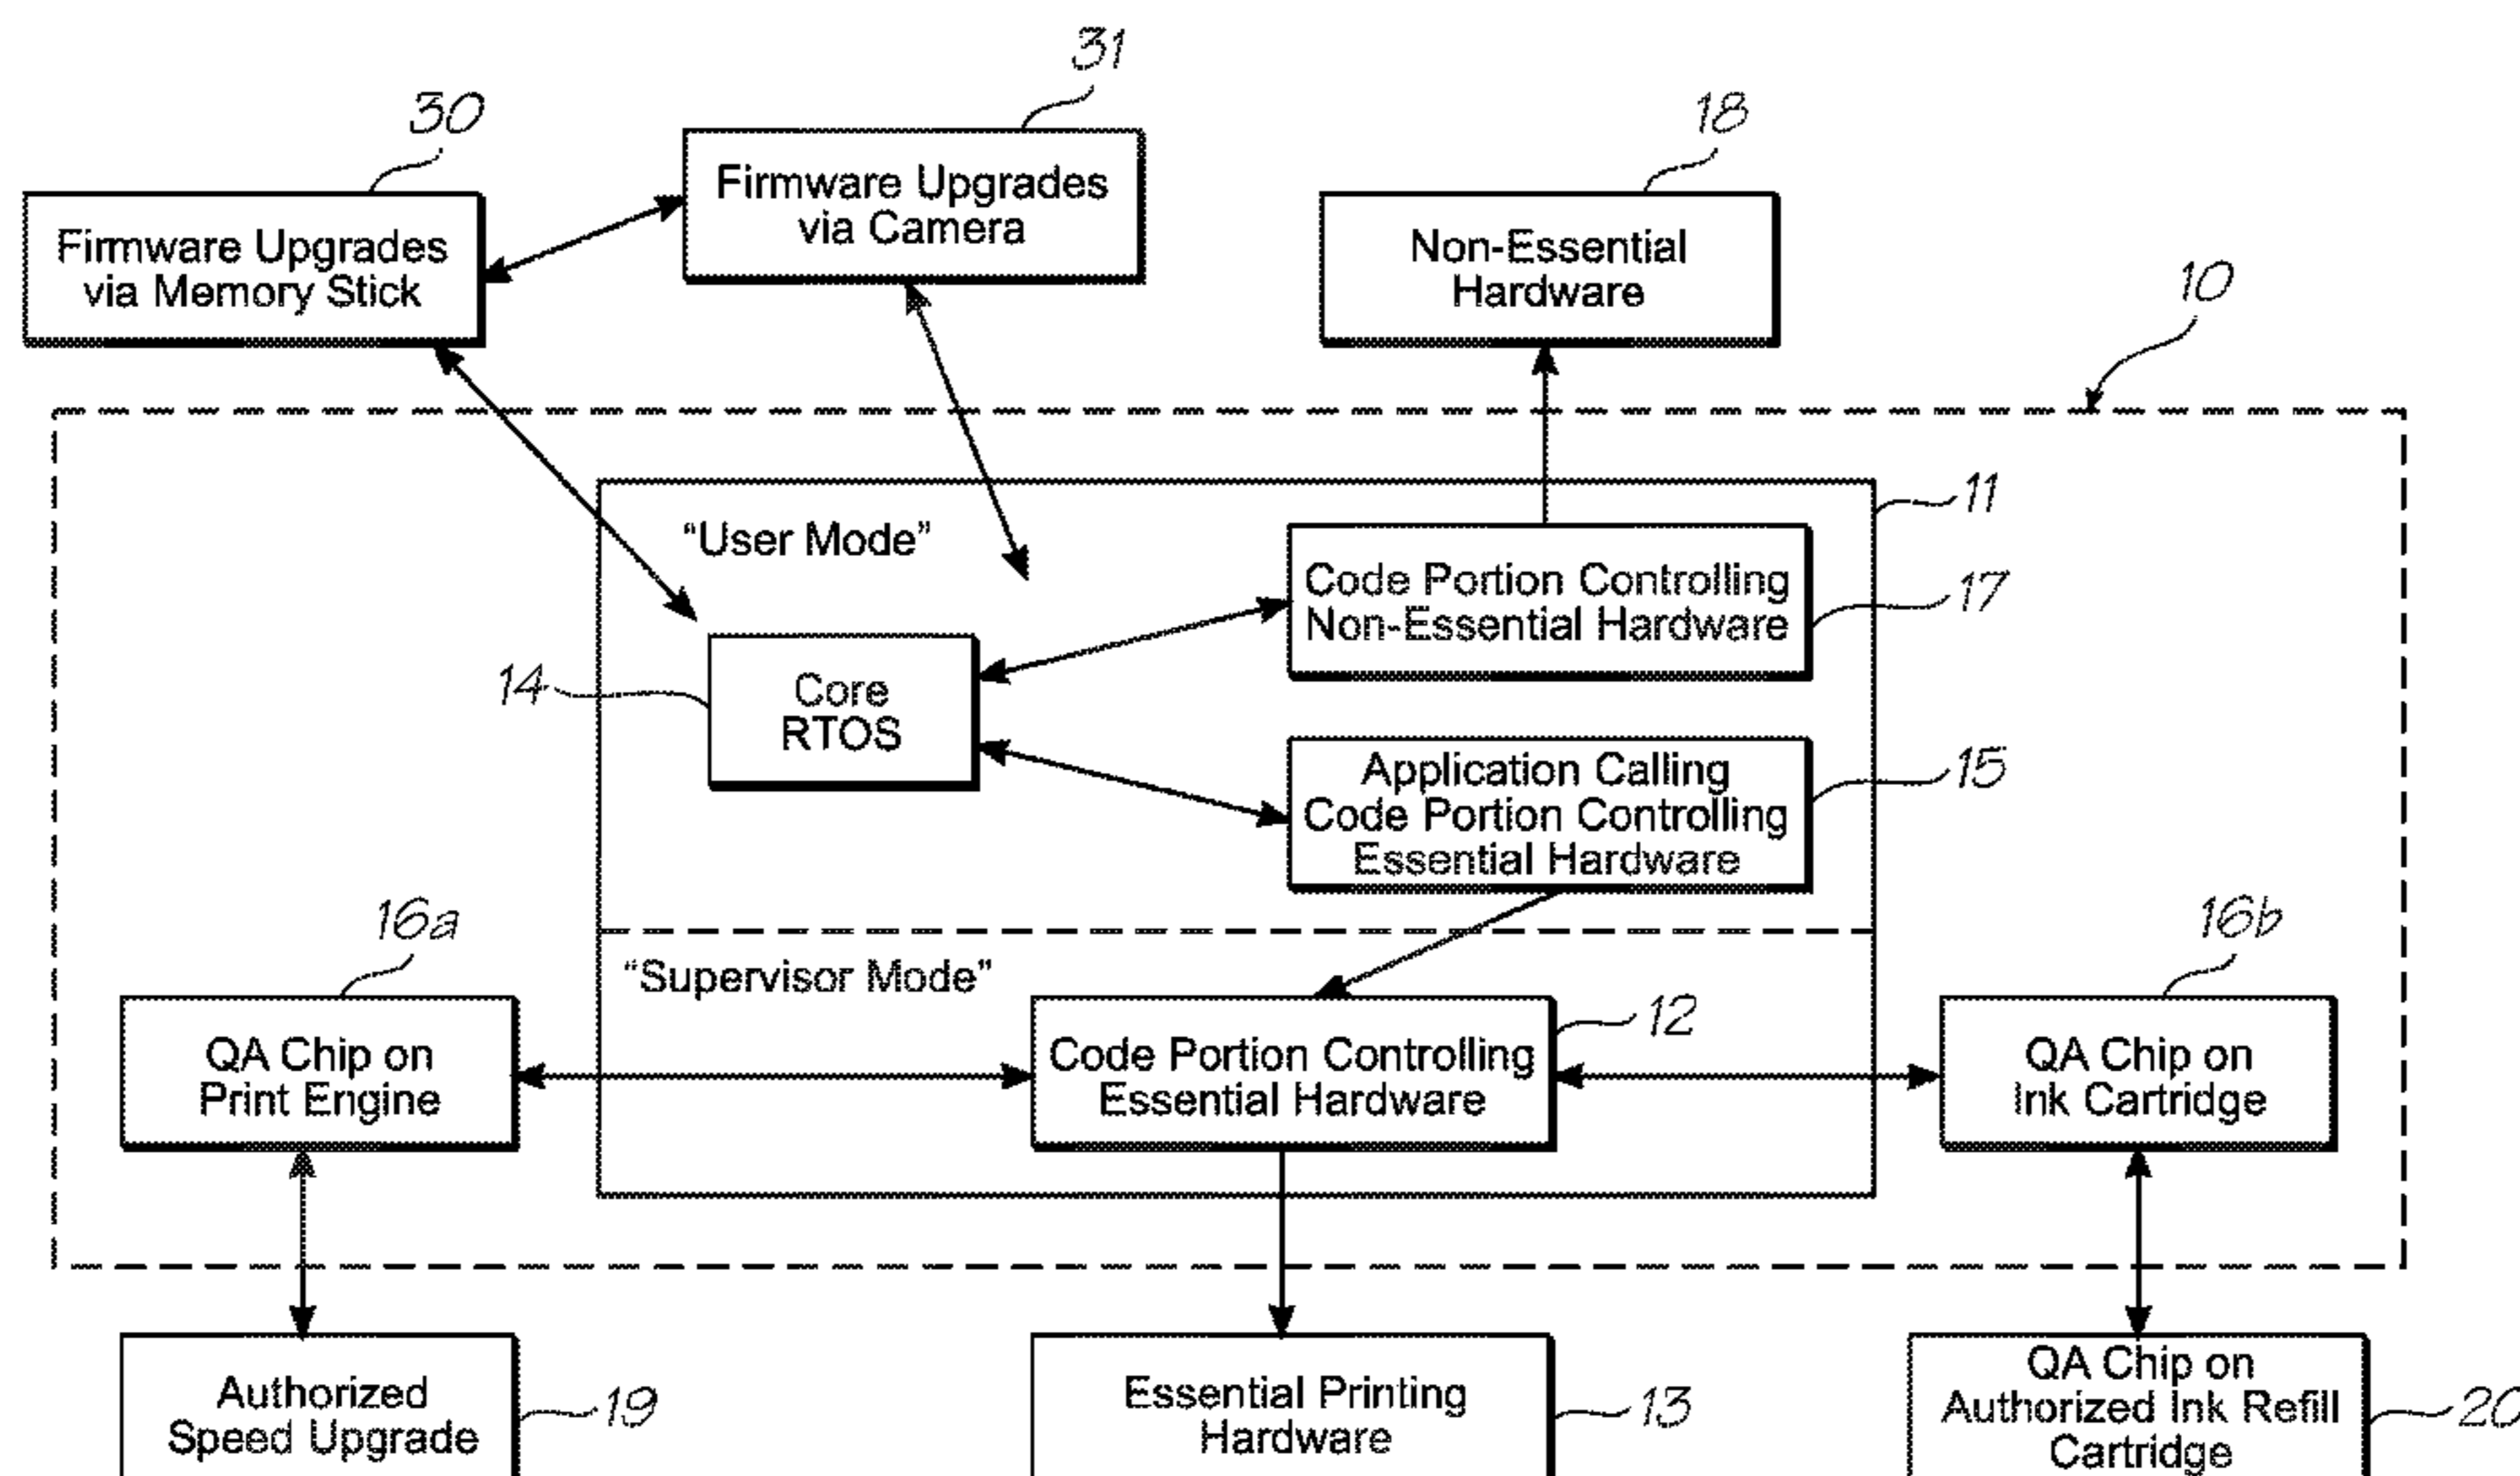 31
30
18
Firmware Upgrades
via Camera
Firmware Upgrades
via Memory Stick
Non-Essential
Hardware
10
11
“User Mode”
Code Portion Controlling
Non-Essential Hardware
17
14
Core
RTOS
Application Calling
Code Portion Controlling
Essential Hardware
15
16a
16b
“Supervisor Mode”
12
QA Chip on
Print Engine
Code Portion Controlling
Essential Hardware
QA Chip on
Ink Cartridge
Authorized
Speed Upgrade
19
Essential Printing
Hardware
13
QA Chip on
Authorized Ink Refill
Cartridge
20